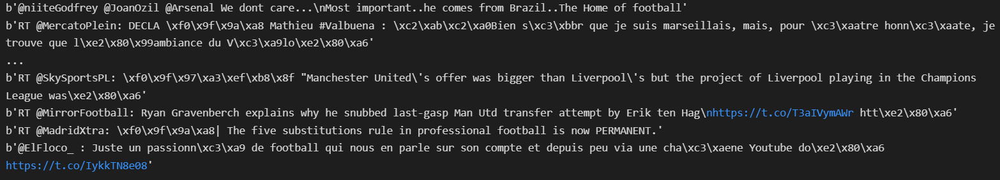 b'@niiteGodfrey @JoanOzil @Arsenal We dont care...\nMost important..he comes from Brazil..The Home of football'
b'RT @MercatoPlein: DECLA \xf0\x9f\x9a\xa8 Mathieu #Valbuena : \xc2\xab\xc2\xa0Bien s\xc3\xbbr que je suis marseillais, mais, pour \xc3\xaatre honn\xc3\xaate, je
trouve que l\xe2\x80\x99ambiance du V\xc3\xa9lo\xe2\x80\xa6'
...
b'RT @SkySportsPL: \xf0\x9f\x97\xa3\xef\xb8\x8f "Manchester United\'s offer was bigger than Liverpool\'s but the project of Liverpool playing in the Champions
League was\xe2\x80\xa6'
b'RT @MirrorFootball: Ryan Gravenberch explains why he snubbed last-gasp Man Utd transfer attempt by Erik ten Hag\nhttps://t.co/T3aIVymAWr htt\xe2\x80\xa6'
b'RT @MadridXtra: \xf0\x9f\x9a\xa8| The five substitutions rule in professional football is now PERMANENT.'
b'@ElFloco_ : Juste un passionn\xc3\xa9 de football qui nous en parle sur son compte et depuis peu via une cha\xc3\xaene Youtube do\xe2\x80\xa6
https://t.co/IykkTN8e08'